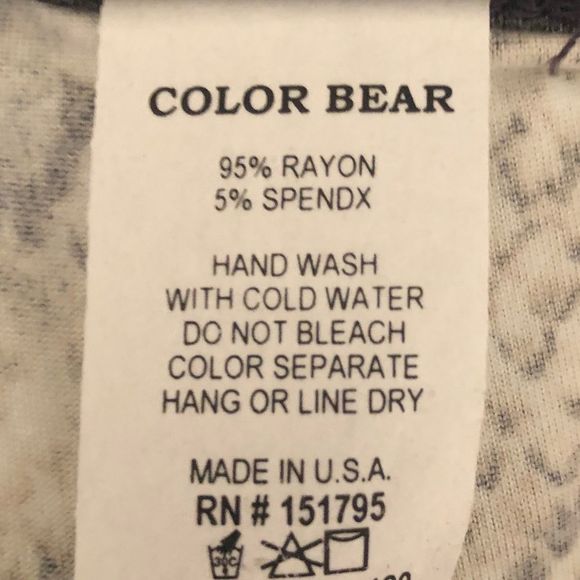 COLOR BEAR
95% RAYON
5% SPENDX
HAND WASH
WITH COLD WATER
DO NOT BLEACH
COLOR SEPARATE
HANG OR LINE DRY
MADE IN U.S.A.
RN # 151795
30C